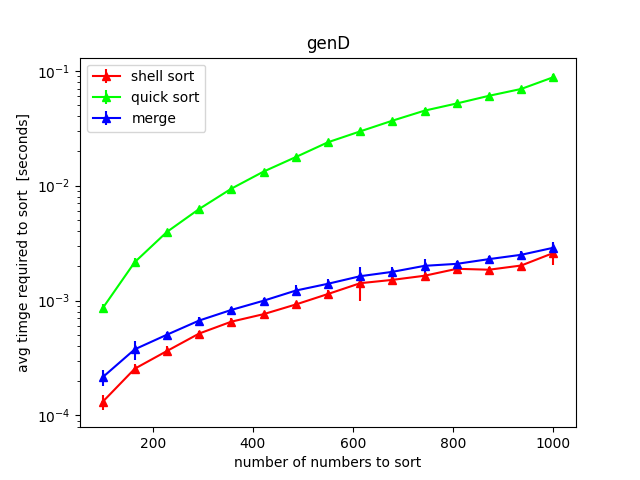 genD
shell sort
quick sort
merge
avg timge required to sort [seconds]
10⁻¹
10⁻²
10⁻³
10⁻⁴
200 400 600 800 1000
number of numbers to sort